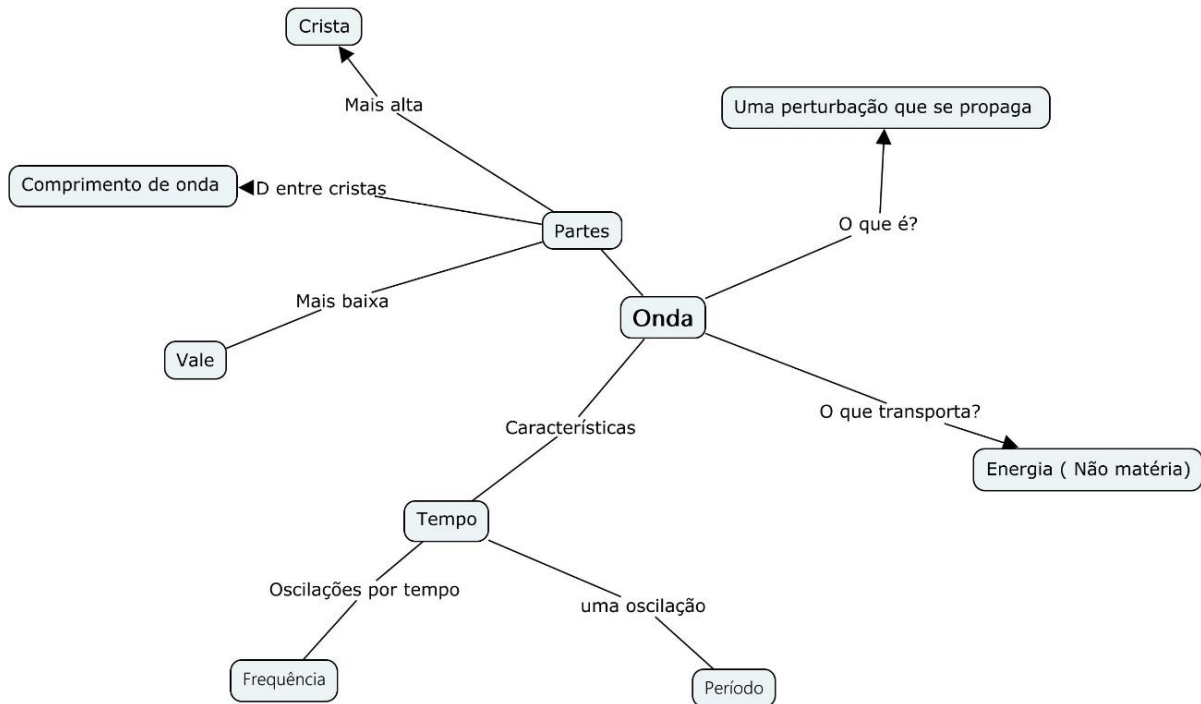 Crista
Mais alta
Uma perturbação que se propaga
Comprimento de onda
D entre cristas
Partes
O que é?
Mais baixa
Onda
Vale
O que transporta?
Características
Energia ( Não matéria)
Tempo
Oscilações por tempo
uma oscilação
Frequência
Período